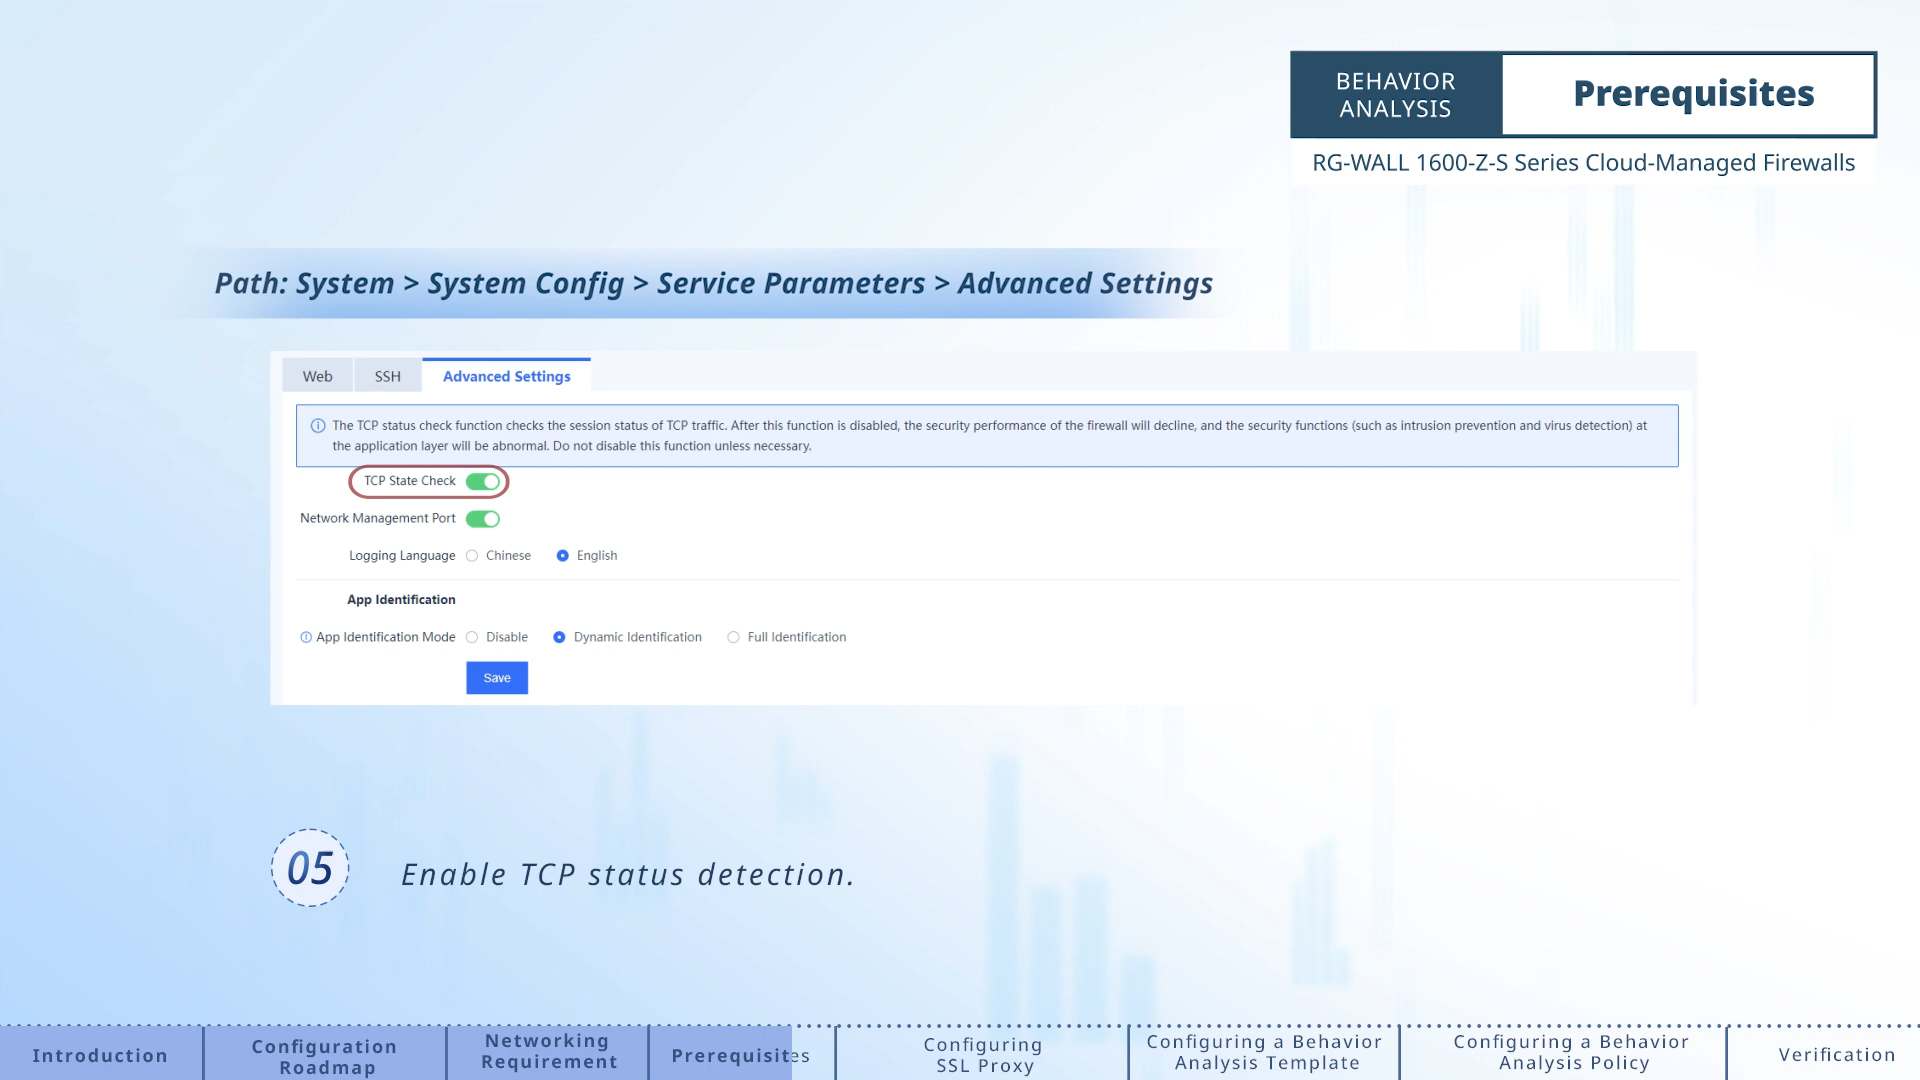 BEHAVIOR
ANALYSIS
Prerequisites
RG-WALL 1600-Z-S Series Cloud-Managed Firewalls
Path: System > System Config > Service Parameters > Advanced Settings
Web SSH Advanced Settings
The TCP status check function checks the session status of TCP traffic. After this function is disabled, the security performance of the firewall will decline, and the security functions (such as intrusion prevention and virus detection) at
the application layer will be abnormal. Do not disable this function unless necessary.
TCP State Check
Network Management Port
Logging Language Chinese English
App Identification
App Identification Mode Disable Dynamic Identification Full Identification
Save
05 Enable TCP status detection.
Introduction
Configuration
Roadmap
Networking
Requirement
Prerequisites
Configuring
SSL Proxy
Configuring a Behavior
Analysis Template
Configuring a Behavior
Analysis Policy
Verification